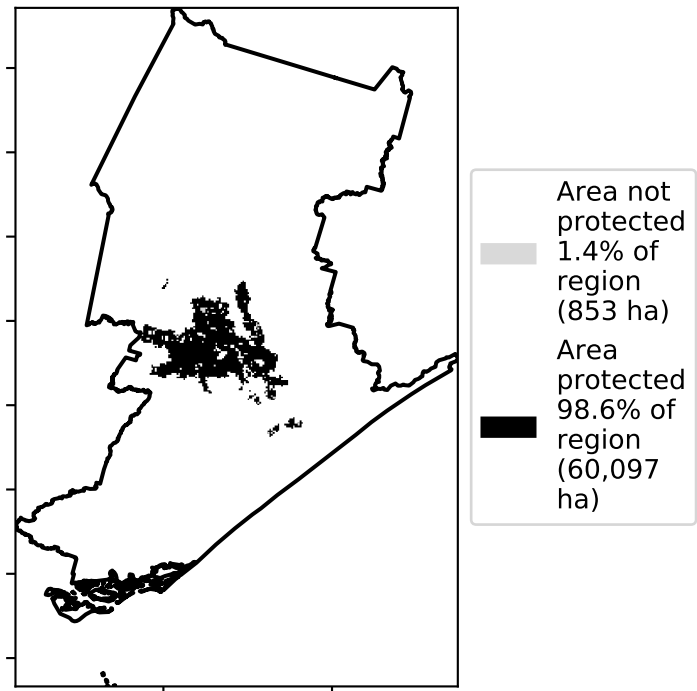 Area not
protected
1.4% of
region
(853 ha)
Area
protected
98.6% of
region
(60,097
ha)